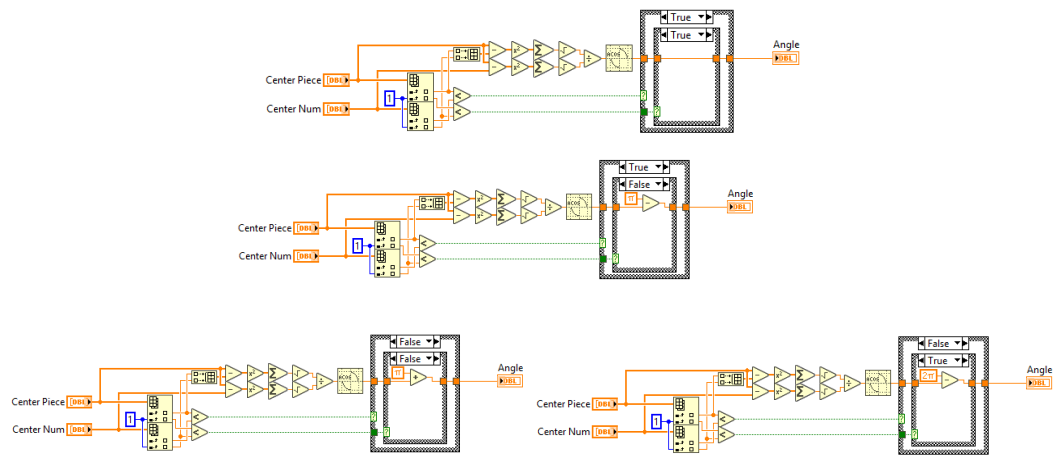 True
True
Angle
DBL
ACOS
Center Piece [DBL]
1
Center Num [DBL]
True
False
Angle
π
DBL
ACOS
Center Piece [DBL]
1
Center Num [DBL]
False
False
Angle
π
DBL
ACOS
Center Piece [DBL]
1
Center Num [DBL]
False
True
Angle
2π
DBL
ACOS
Center Piece [DBL]
1
Center Num [DBL]